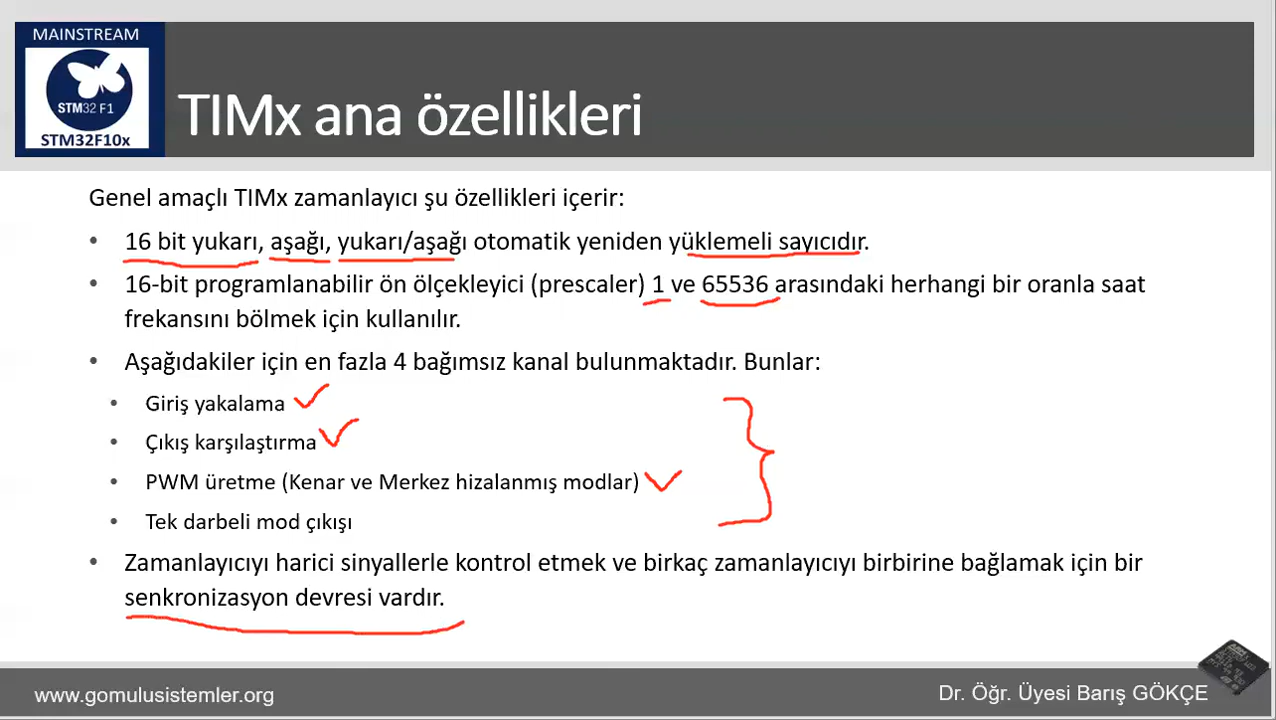 MAINSTREAM
STM32 F1
STM32F10x
TIMx ana özellikleri
Genel amaçlı TIMx zamanlayıcı şu özellikleri içerir:
• 16 bit yukarı, aşağı, yukarı/aşağı otomatik yeniden yüklemeli sayıcıdır.
• 16-bit programlanabilir ön ölçekleyici (prescaler) 1 ve 65536 arasındaki herhangi bir oranla saat
frekansını bölmek için kullanılır.
• Aşağıdakiler için en fazla 4 bağımsız kanal bulunmaktadır. Bunlar:
• Giriş yakalama
• Çıkış karşılaştırma
• PWM üretme (Kenar ve Merkez hizalanmış modlar)
• Tek darbeli mod çıkışı
• Zamanlayıcıyı harici sinyallerle kontrol etmek ve birkaç zamanlayıcıyı birbirine bağlamak için bir
senkronizasyon devresi vardır.
www.gomulusistemler.org
Dr. Öğr. Üyesi Barış GÖKÇE